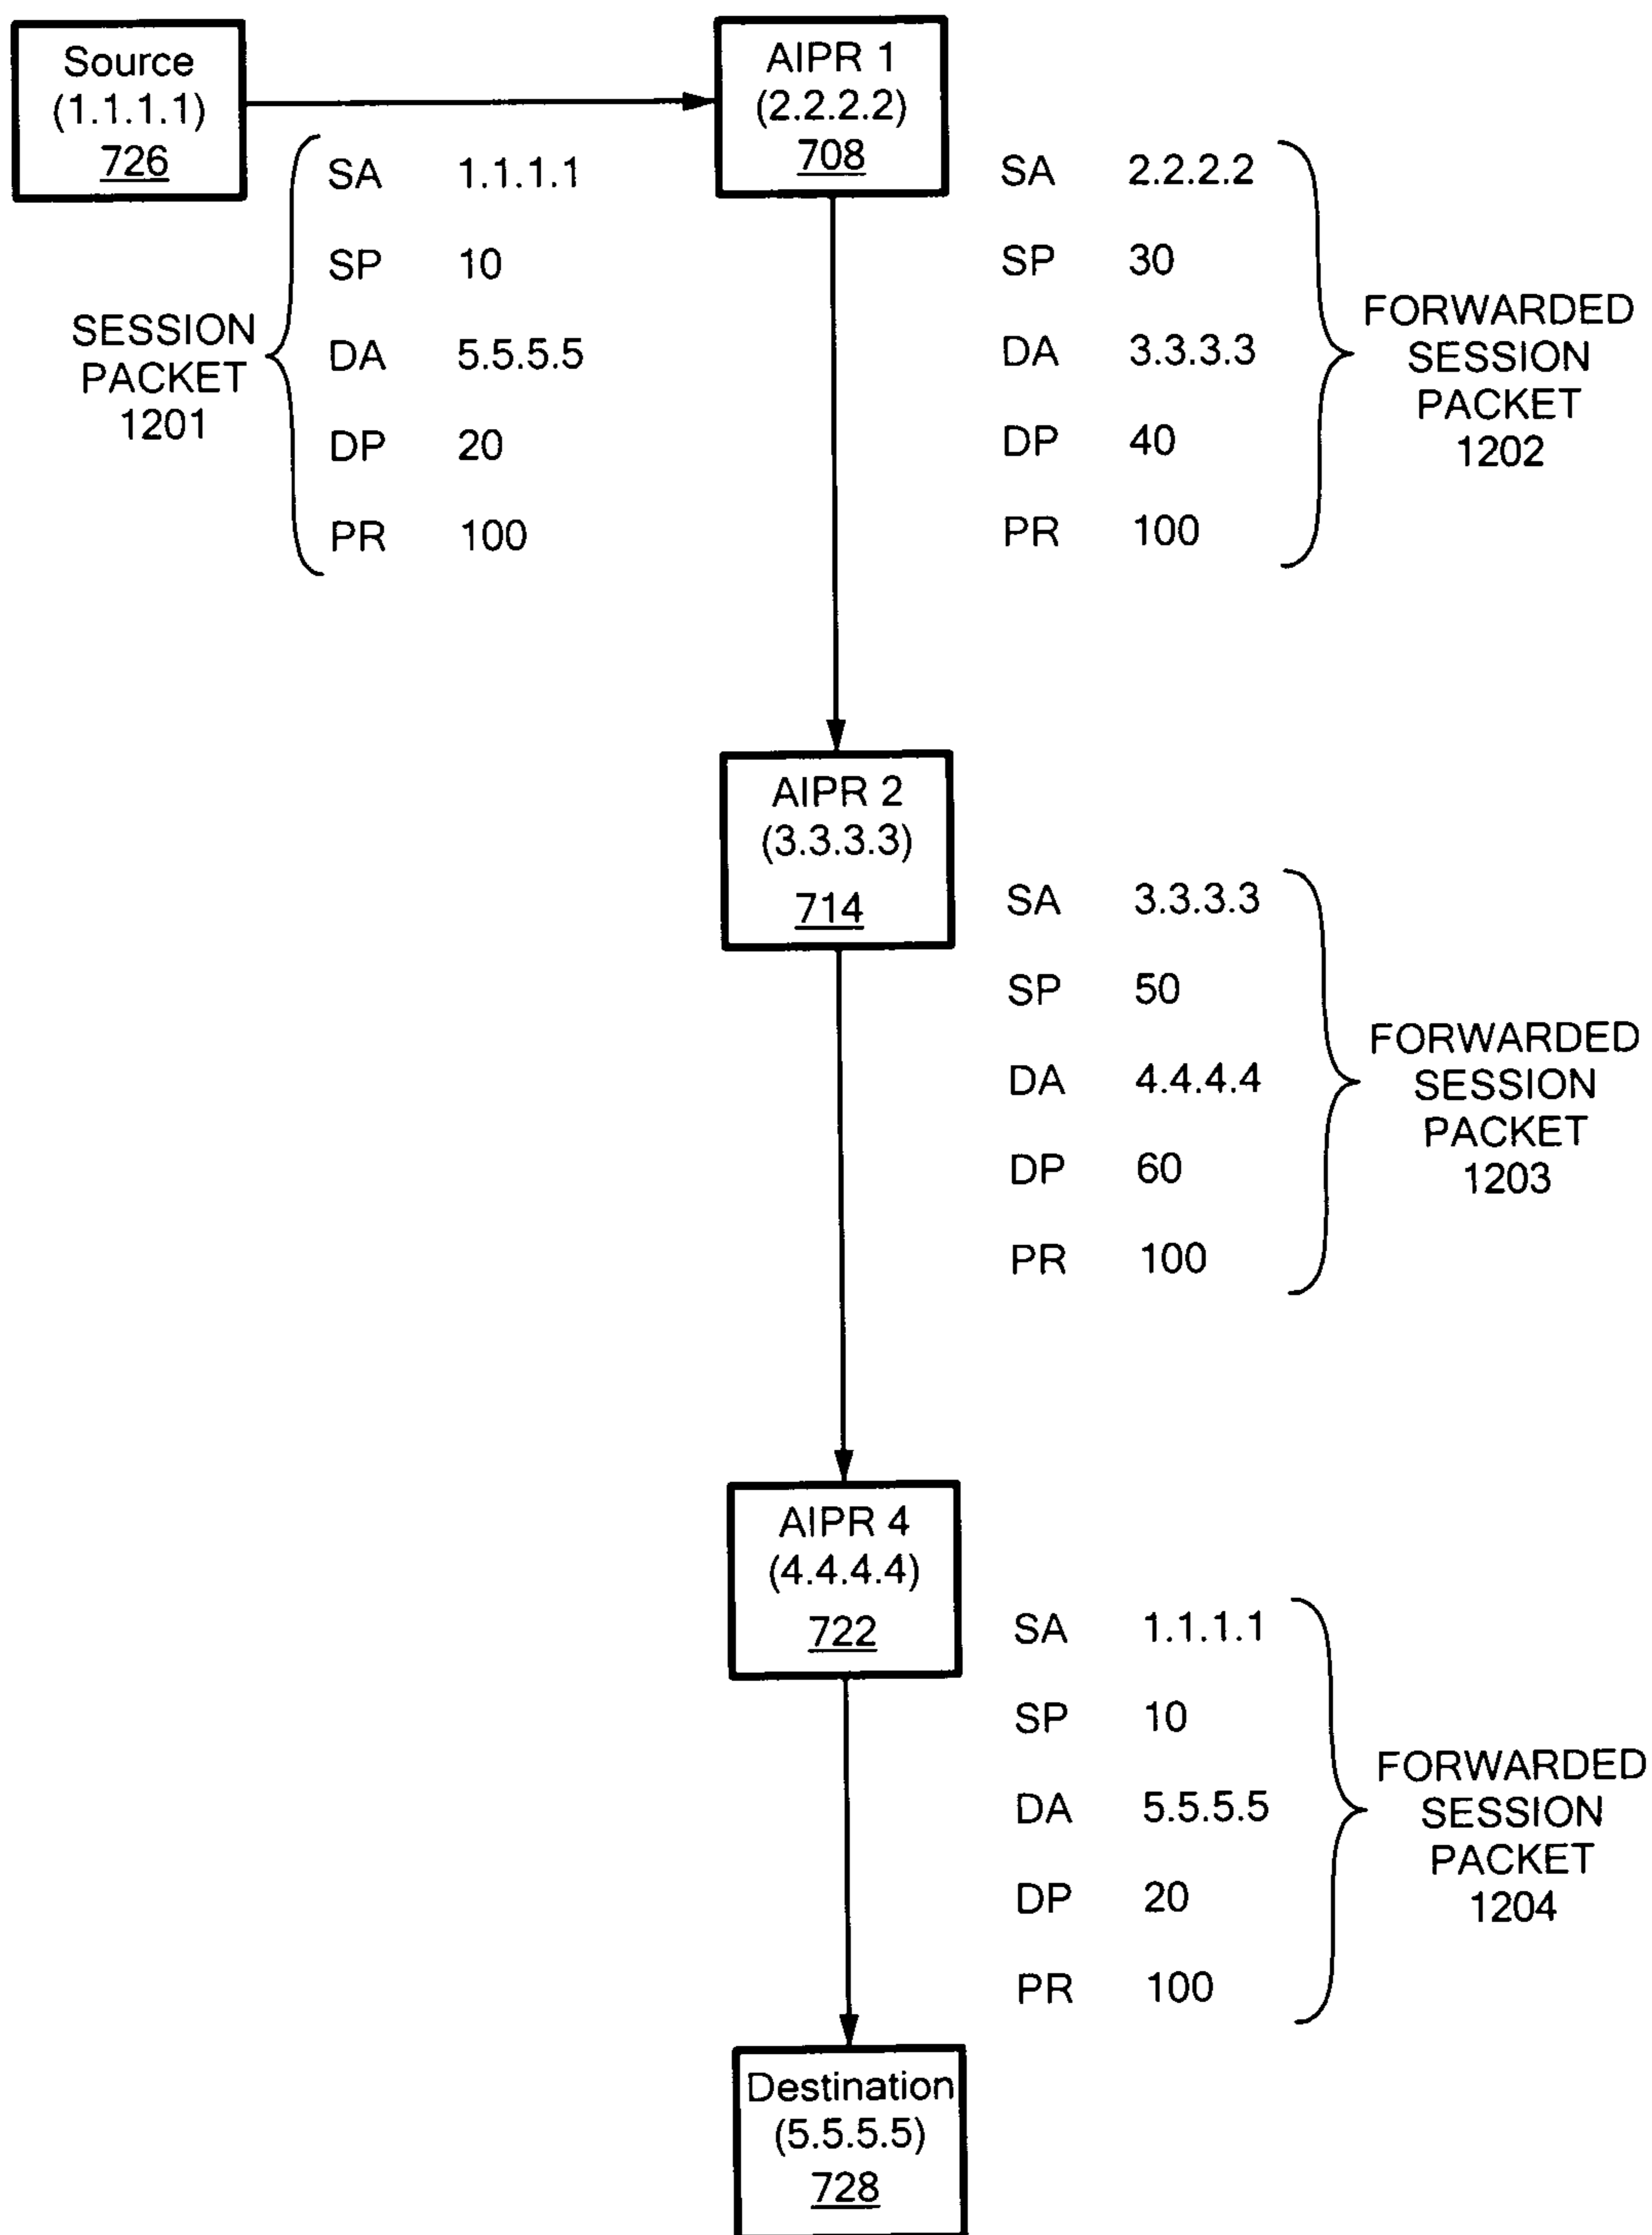 Source
(1.1.1.1)
726
AIPR 1
(2.2.2.2)
708
SESSION
PACKET
1201
SA 1.1.1.1
SP 10
DA 5.5.5.5
DP 20
PR 100
SA 2.2.2.2
SP 30
DA 3.3.3.3
DP 40
PR 100
FORWARDED
SESSION
PACKET
1202
AIPR 2
(3.3.3.3)
714
SA 3.3.3.3
SP 50
DA 4.4.4.4
DP 60
PR 100
FORWARDED
SESSION
PACKET
1203
AIPR 4
(4.4.4.4)
722
SA 1.1.1.1
SP 10
DA 5.5.5.5
DP 20
PR 100
FORWARDED
SESSION
PACKET
1204
Destination
(5.5.5.5)
728